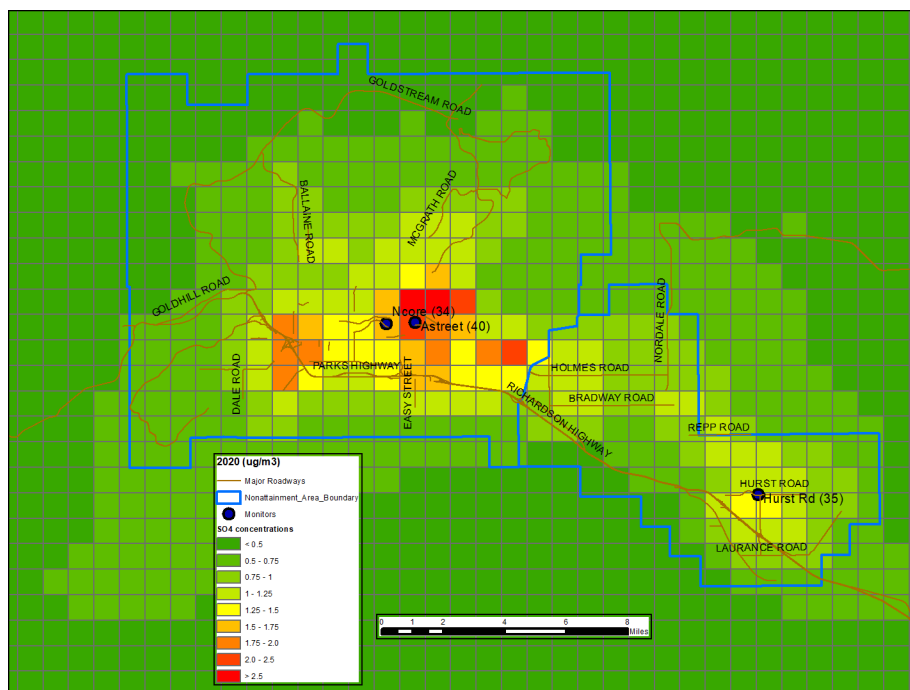 GOLDSTREAM ROAD
BALLAINE ROAD
MCGRATH ROAD
GOLDHILL ROAD
NORDALE ROAD
Ncore (34)
Astreet (40)
PARKS HIGHWAY
HOLMES ROAD
DALE ROAD
EASY STREET
BRADWAY ROAD
RICHARDSON HIGHWAY
REPP ROAD
HURST ROAD
Hurst Rd (35)
LAURANCE ROAD
2020 (ug/m3)
Major Roadways
Nonattainment_Area_Boundary
Monitors
SO4 concentrations
< 0.5
0.5 - 0.75
0.75 - 1
1 - 1.25
1.25 - 1.5
1.5 - 1.75
1.75 - 2.0
2.0 - 2.5
> 2.5
0 1 2 4 6 8
Miles